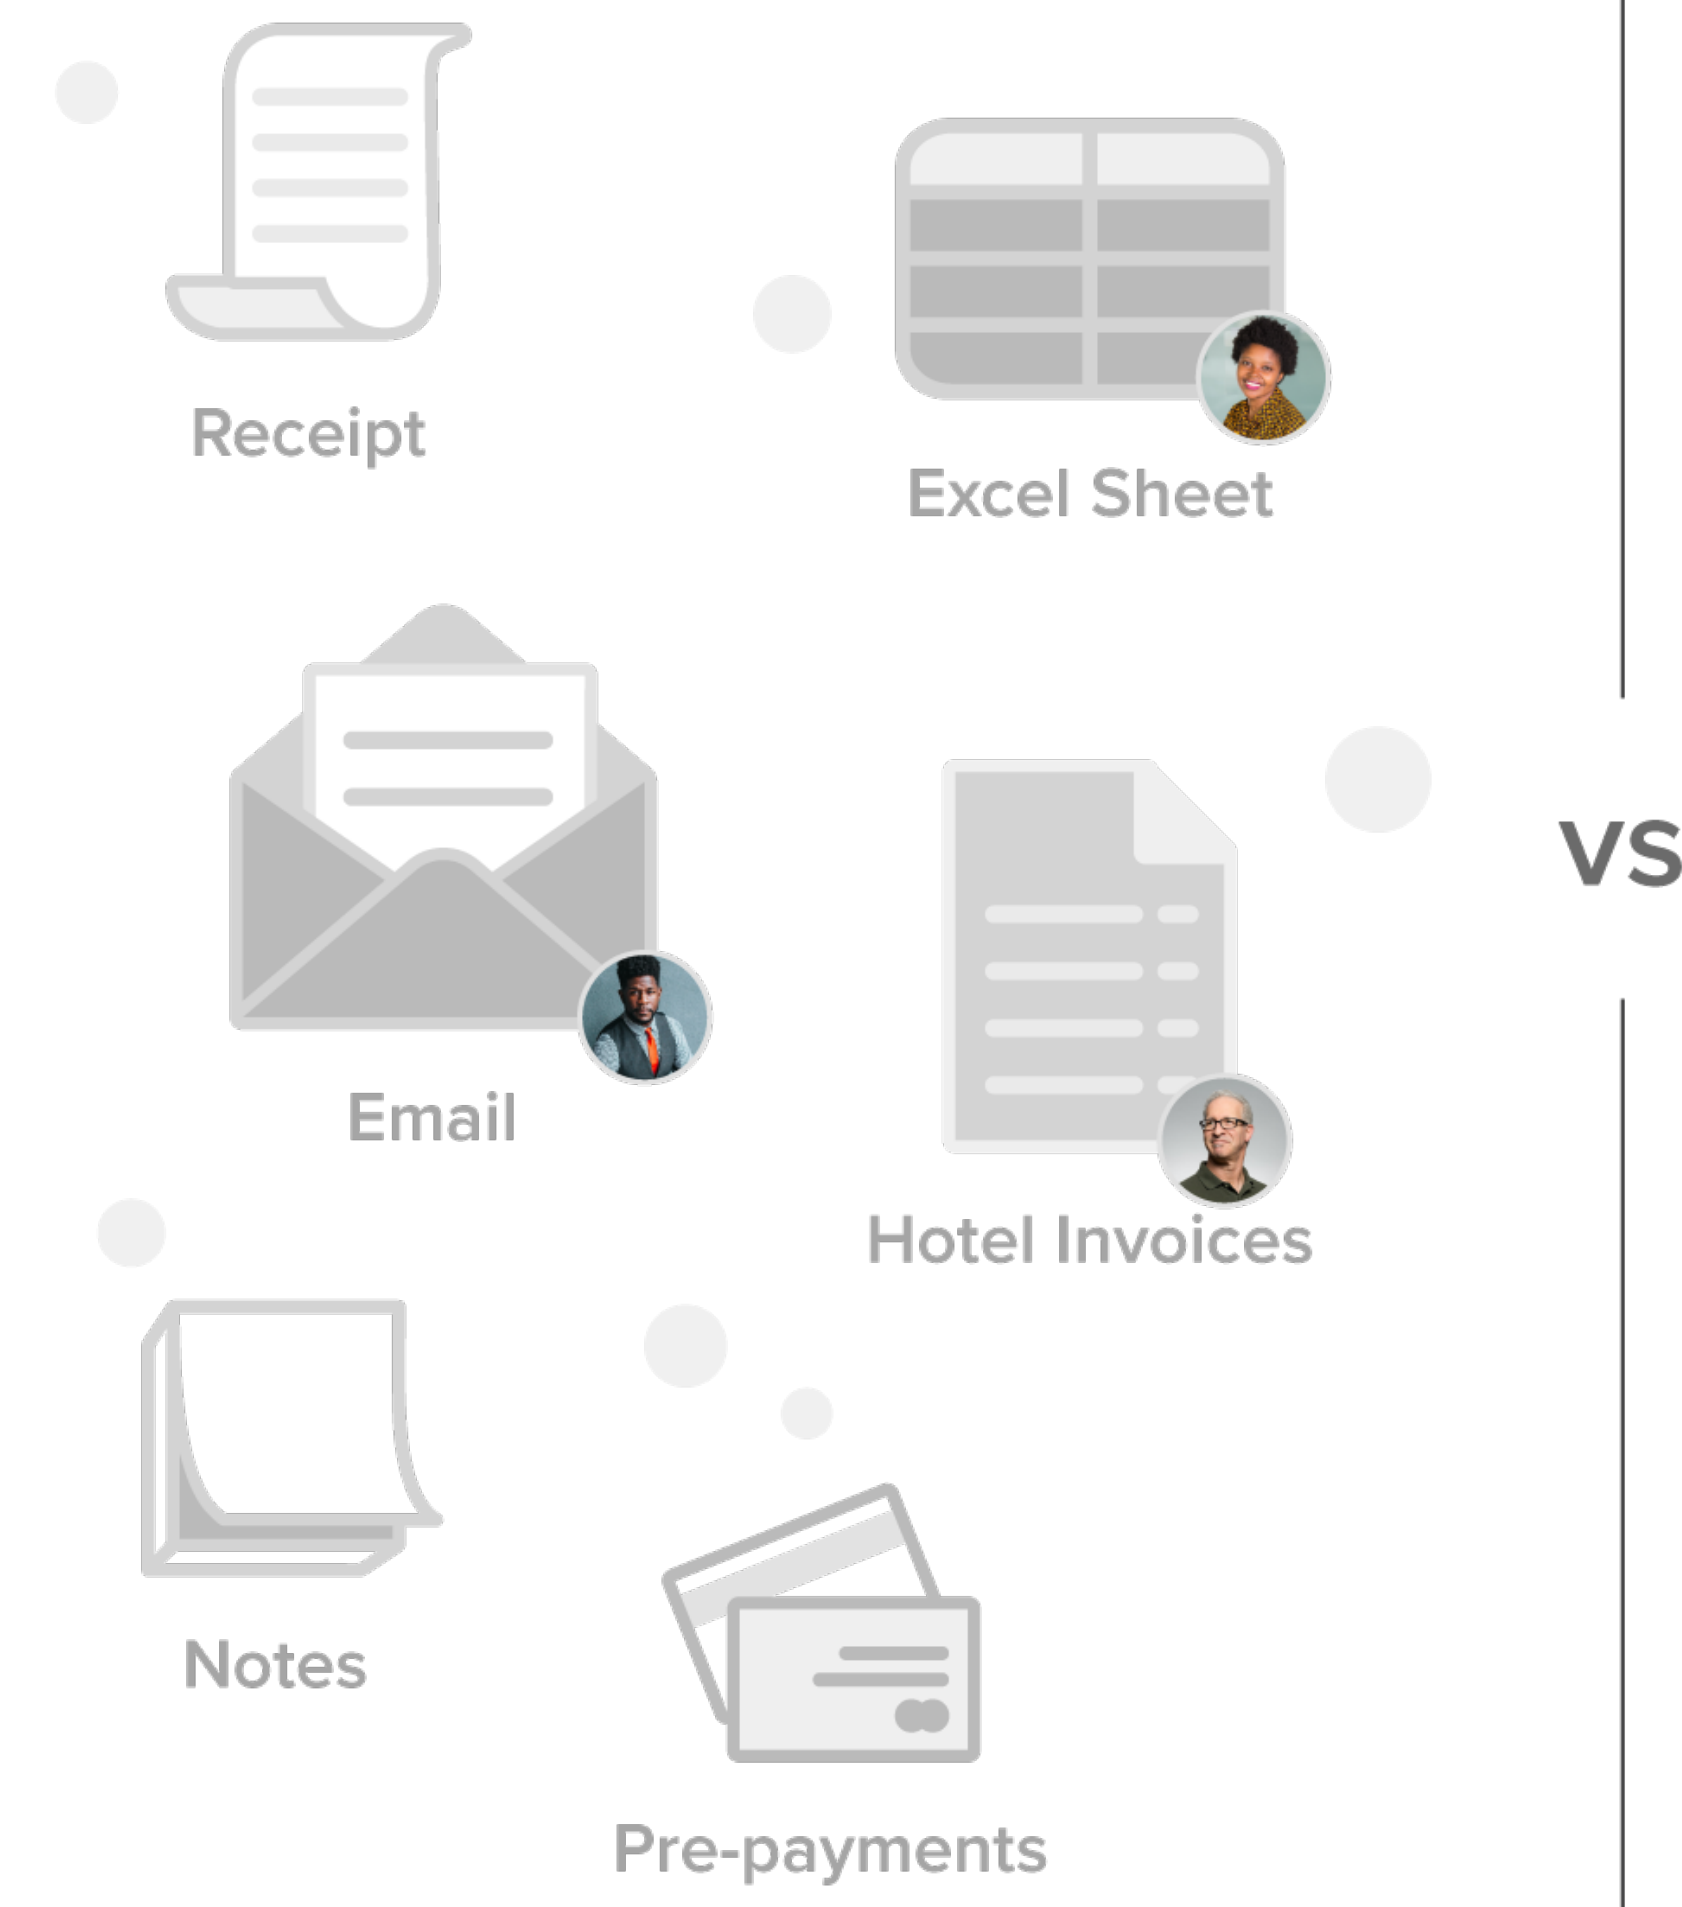 Receipt
Excel Sheet
Email
VS
Hotel Invoices
Notes
Pre-payments